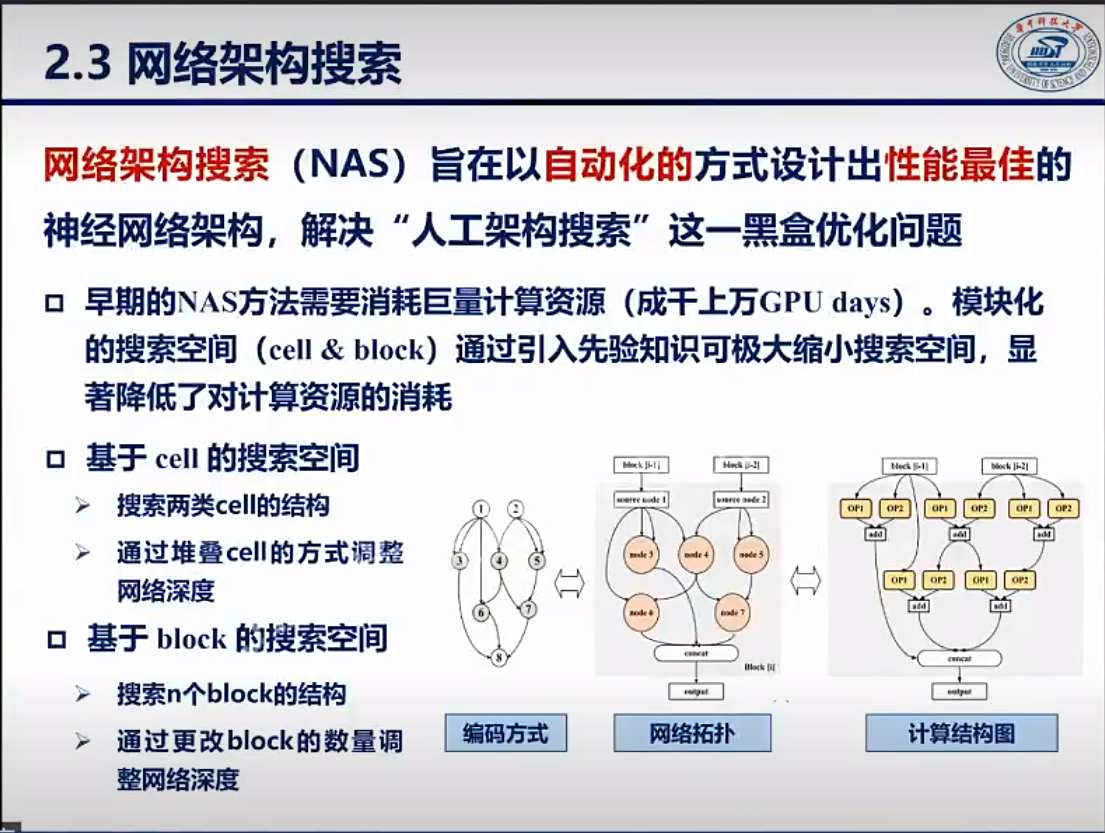 2.3 网络架构搜索
网络架构搜索（NAS）旨在以自动化的方式设计出性能最佳的
神经网络架构，解决“人工架构搜索”这一黑盒优化问题
早期的NAS方法需要消耗巨量计算资源（成千上万GPU days）。模块化
的搜索空间（cell & block）通过引入先验知识可极大缩小搜索空间，显
著降低了对计算资源的消耗
基于 cell 的搜索空间
搜索两类cell的结构
通过堆叠cell的方式调整
网络深度
基于 block 的搜索空间
搜索n个block的结构
通过更改block的数量调
整网络深度
1 2
3 4 5
6 7
8
编码方式
block [i-1] block [i-2]
source node 1 source node 2
node 3 node 4 node 5
node 6 node 7
concat
Block [i]
output
网络拓扑
block [i-1] block [i-2]
OP1 OP2 OP1 OP2 OP1 OP2
add add add
OP1 OP2 OP1 OP2
add add
concat
output
计算结构图